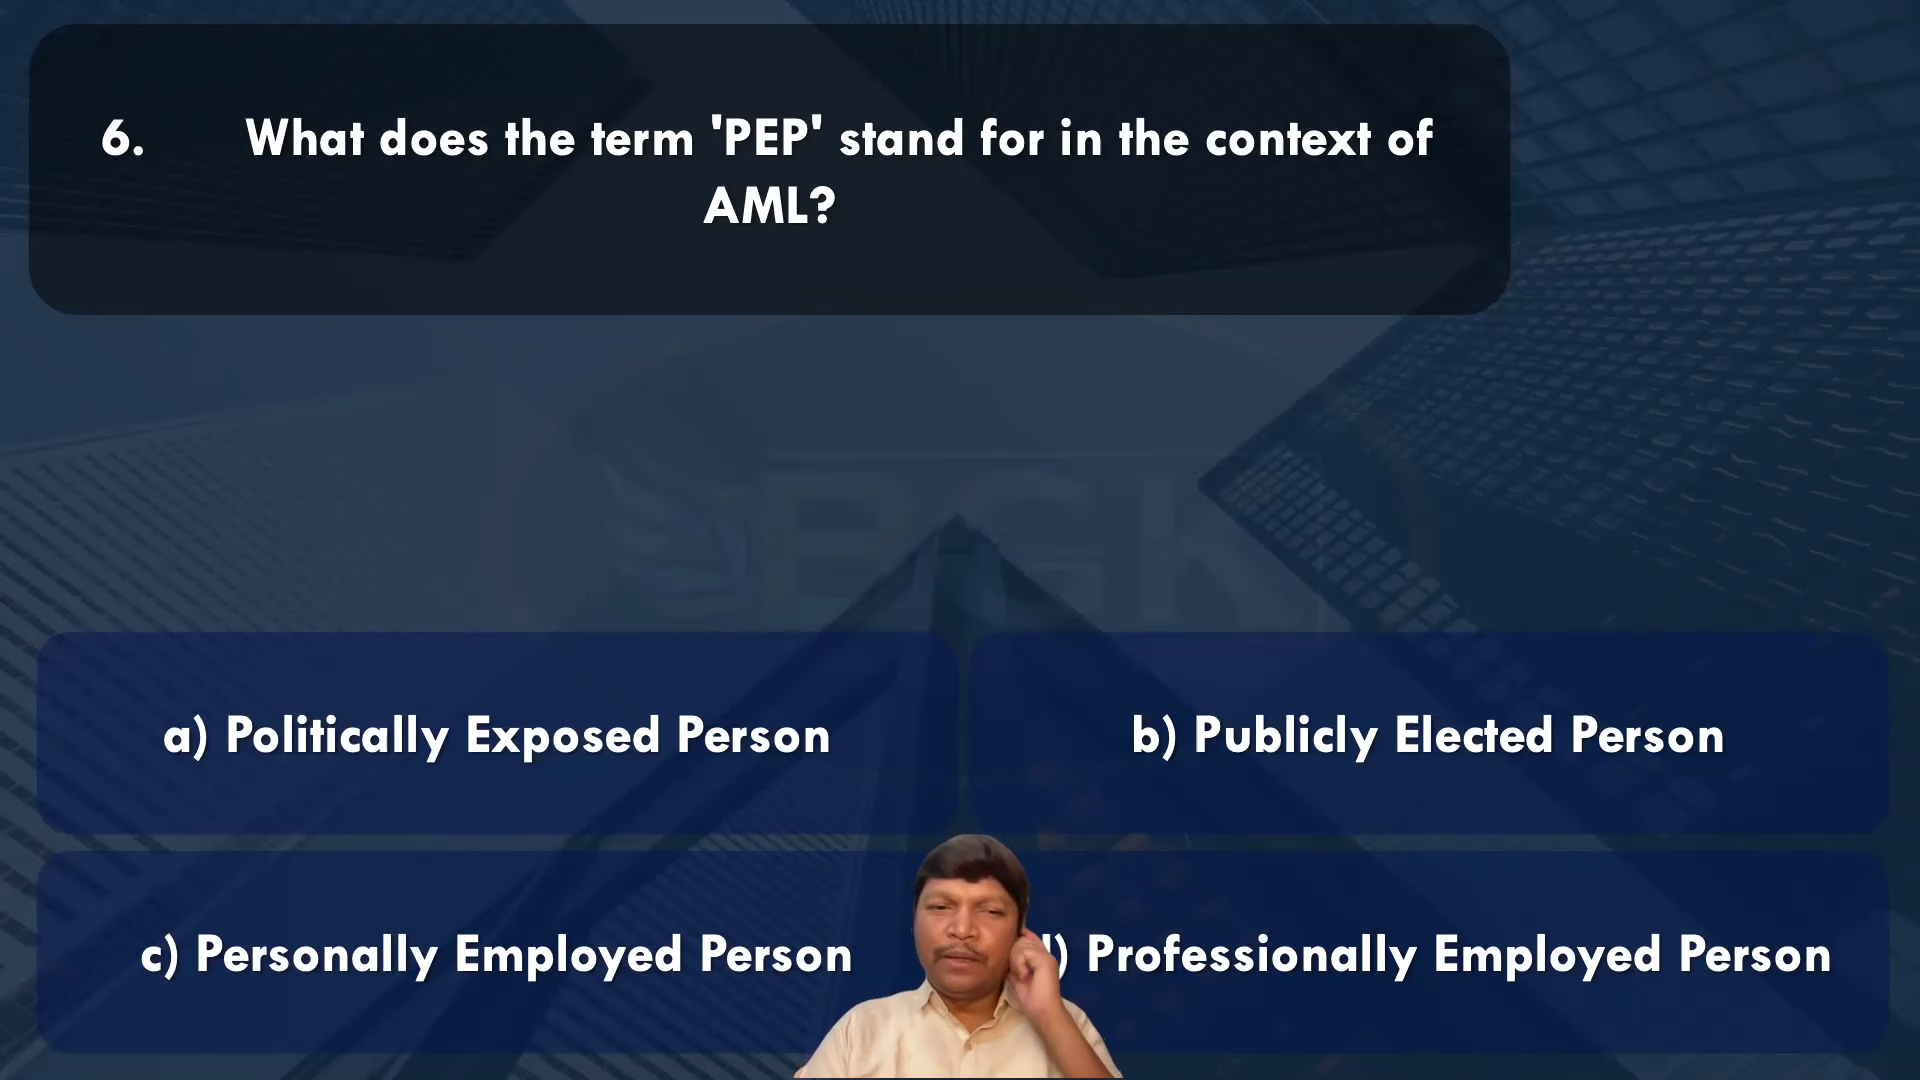 6. What does the term 'PEP' stand for in the context of
AML?
BGK
a) Politically Exposed Person
b) Publicly Elected Person
c) Personally Employed Person
) Professionally Employed Person